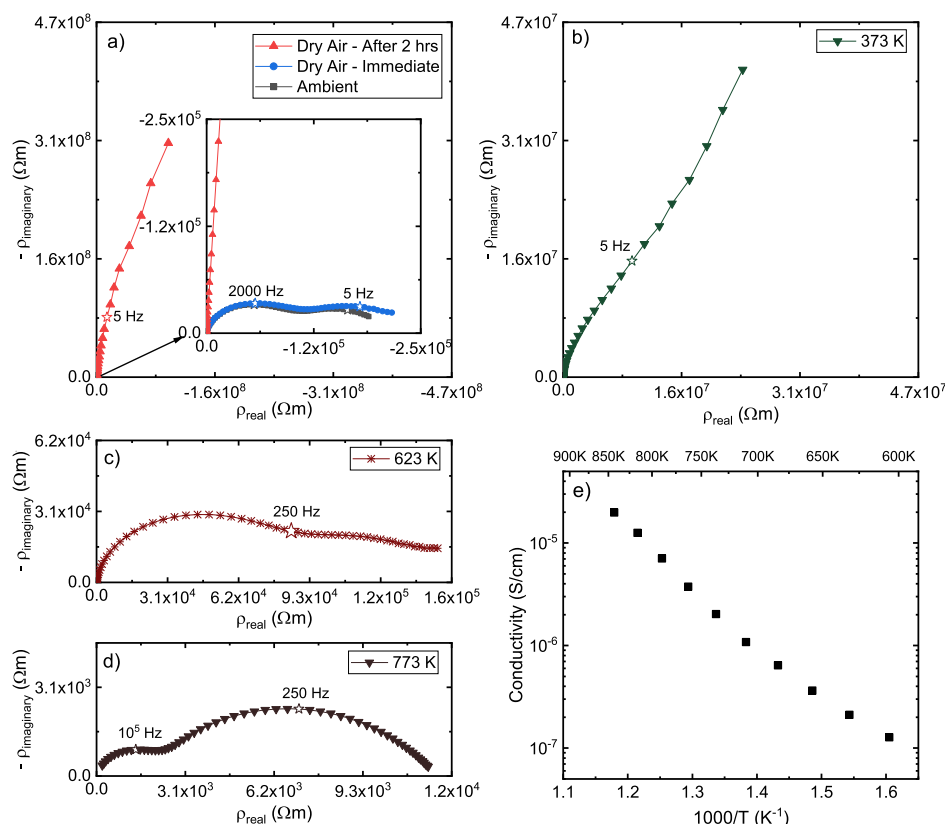 a)
Dry Air - After 2 hrs
Dry Air - Immediate
Ambient
4.7x10⁸
3.1x10⁸
1.6x10⁸
0.0
- ρimaginary (Ωm)
5 Hz
-2.5x10⁵
-1.2x10⁵
0.0
2000 Hz
5 Hz
0.0
-1.2x10⁵
-2.5x10⁵
0.0
-1.6x10⁸
-3.1x10⁸
-4.7x10⁸
ρreal (Ωm)
b)
373 K
4.7x10⁷
3.1x10⁷
1.6x10⁷
0.0
- ρimaginary (Ωm)
5 Hz
0.0
1.6x10⁷
3.1x10⁷
4.7x10⁷
ρreal (Ωm)
c)
623 K
6.2x10⁴
3.1x10⁴
0.0
- ρimaginary (Ωm)
250 Hz
0.0
3.1x10⁴
6.2x10⁴
9.3x10⁴
1.2x10⁵
1.6x10⁵
ρreal (Ωm)
d)
773 K
3.1x10³
0.0
- ρimaginary (Ωm)
10⁵ Hz
250 Hz
0.0
3.1x10³
6.2x10³
9.3x10³
1.2x10⁴
ρreal (Ωm)
900K
850K
800K
740K
700K
650K
600K
e)
10⁻⁵
10⁻⁶
10⁻⁷
Conductivity (S/cm)
1.1
1.2
1.3
1.4
1.5
1.6
1000/T (K⁻¹)